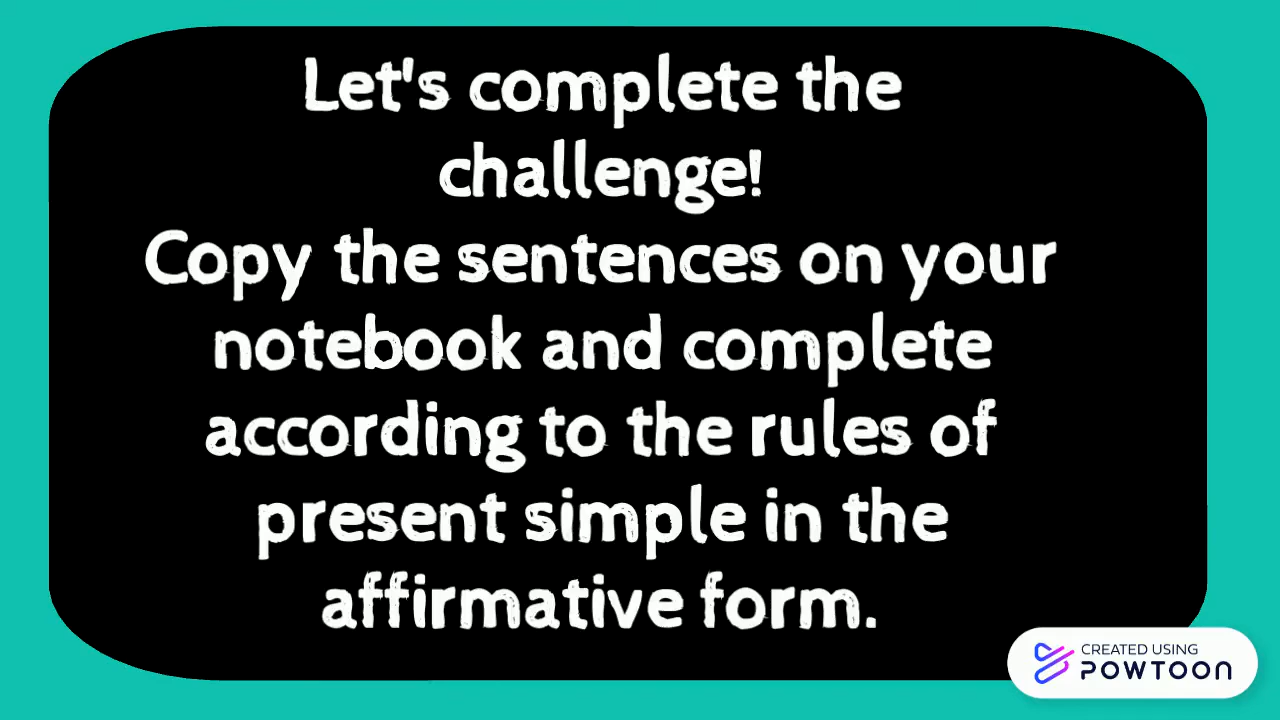 Let's complete the
challenge!
Copy the sentences on your
notebook and complete
according to the rules of
present simple in the
affirmative form.
CREATED USING
POWTOON